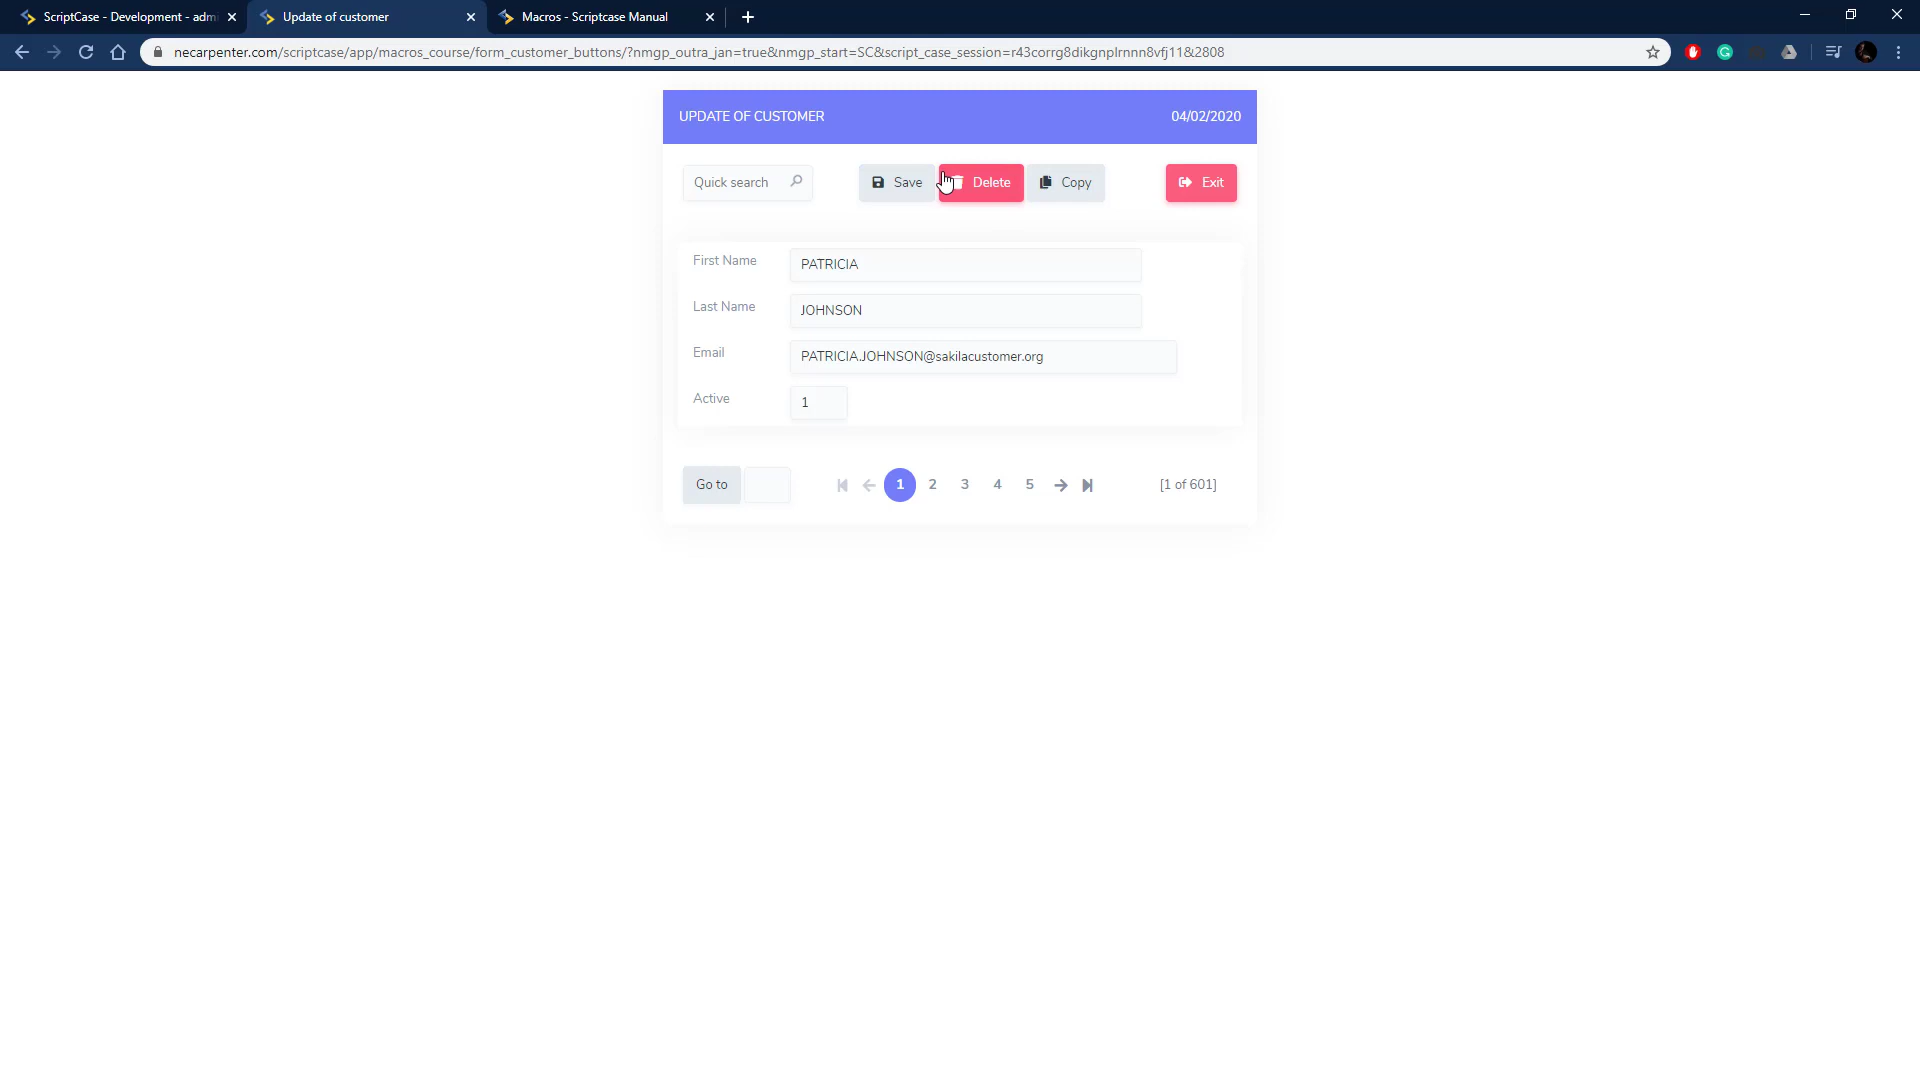 ScriptCase - Development - adm
Update of customer
Macros - Scriptcase Manual
necarpenter.com/scriptcase/app/macros_course/form_customer_buttons/?nmgp_outra_jan=true&nmgp_start=SC&script_case_session=r43corrg8dikgnplrnnn8vfj11&2808
UPDATE OF CUSTOMER 04/02/2020
Quick search Save Delete Copy Exit
First Name PATRICIA
Last Name JOHNSON
Email PATRICIA.JOHNSON@sakilacustomer.org
Active 1
Go to 1 2 3 4 5 [1 of 601]